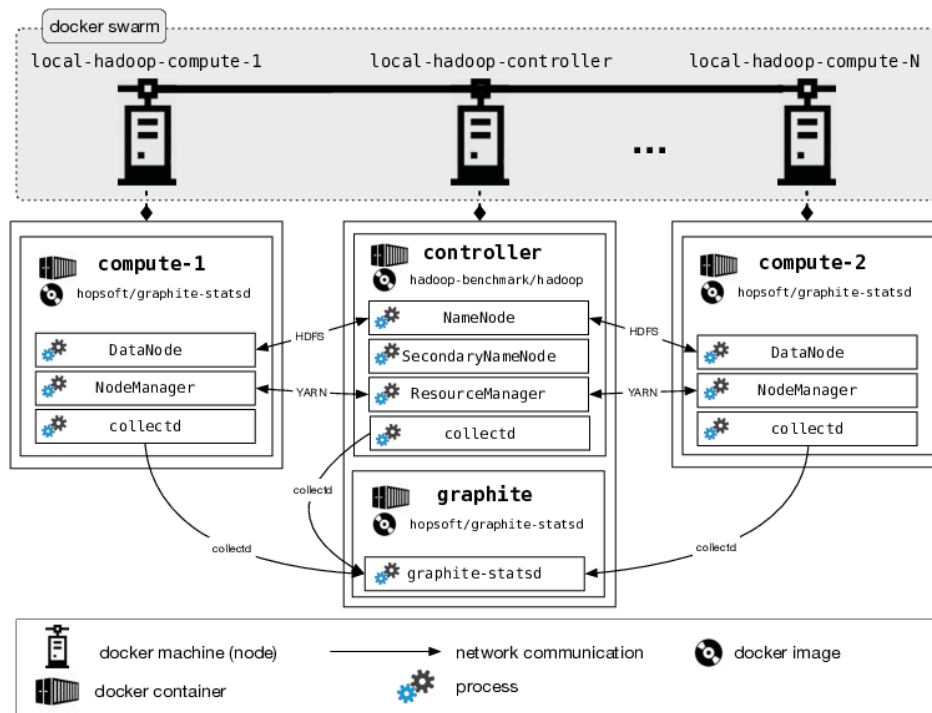 docker swarm
local-hadoop-compute-1
local-hadoop-controller
local-hadoop-compute-N
...
compute-1
hopsoft/graphite-statsd
DataNode
NodeManager
collectd
controller
hadoop-benchmark/hadoop
NameNode
SecondaryNameNode
ResourceManager
collectd
compute-2
hopsoft/graphite-statsd
DataNode
NodeManager
collectd
HDFS
HDFS
YARN
YARN
collectd
graphite
hopsoft/graphite-statsd
graphite-statsd
collectd
collectd
docker machine (node)
network communication
docker image
docker container
process